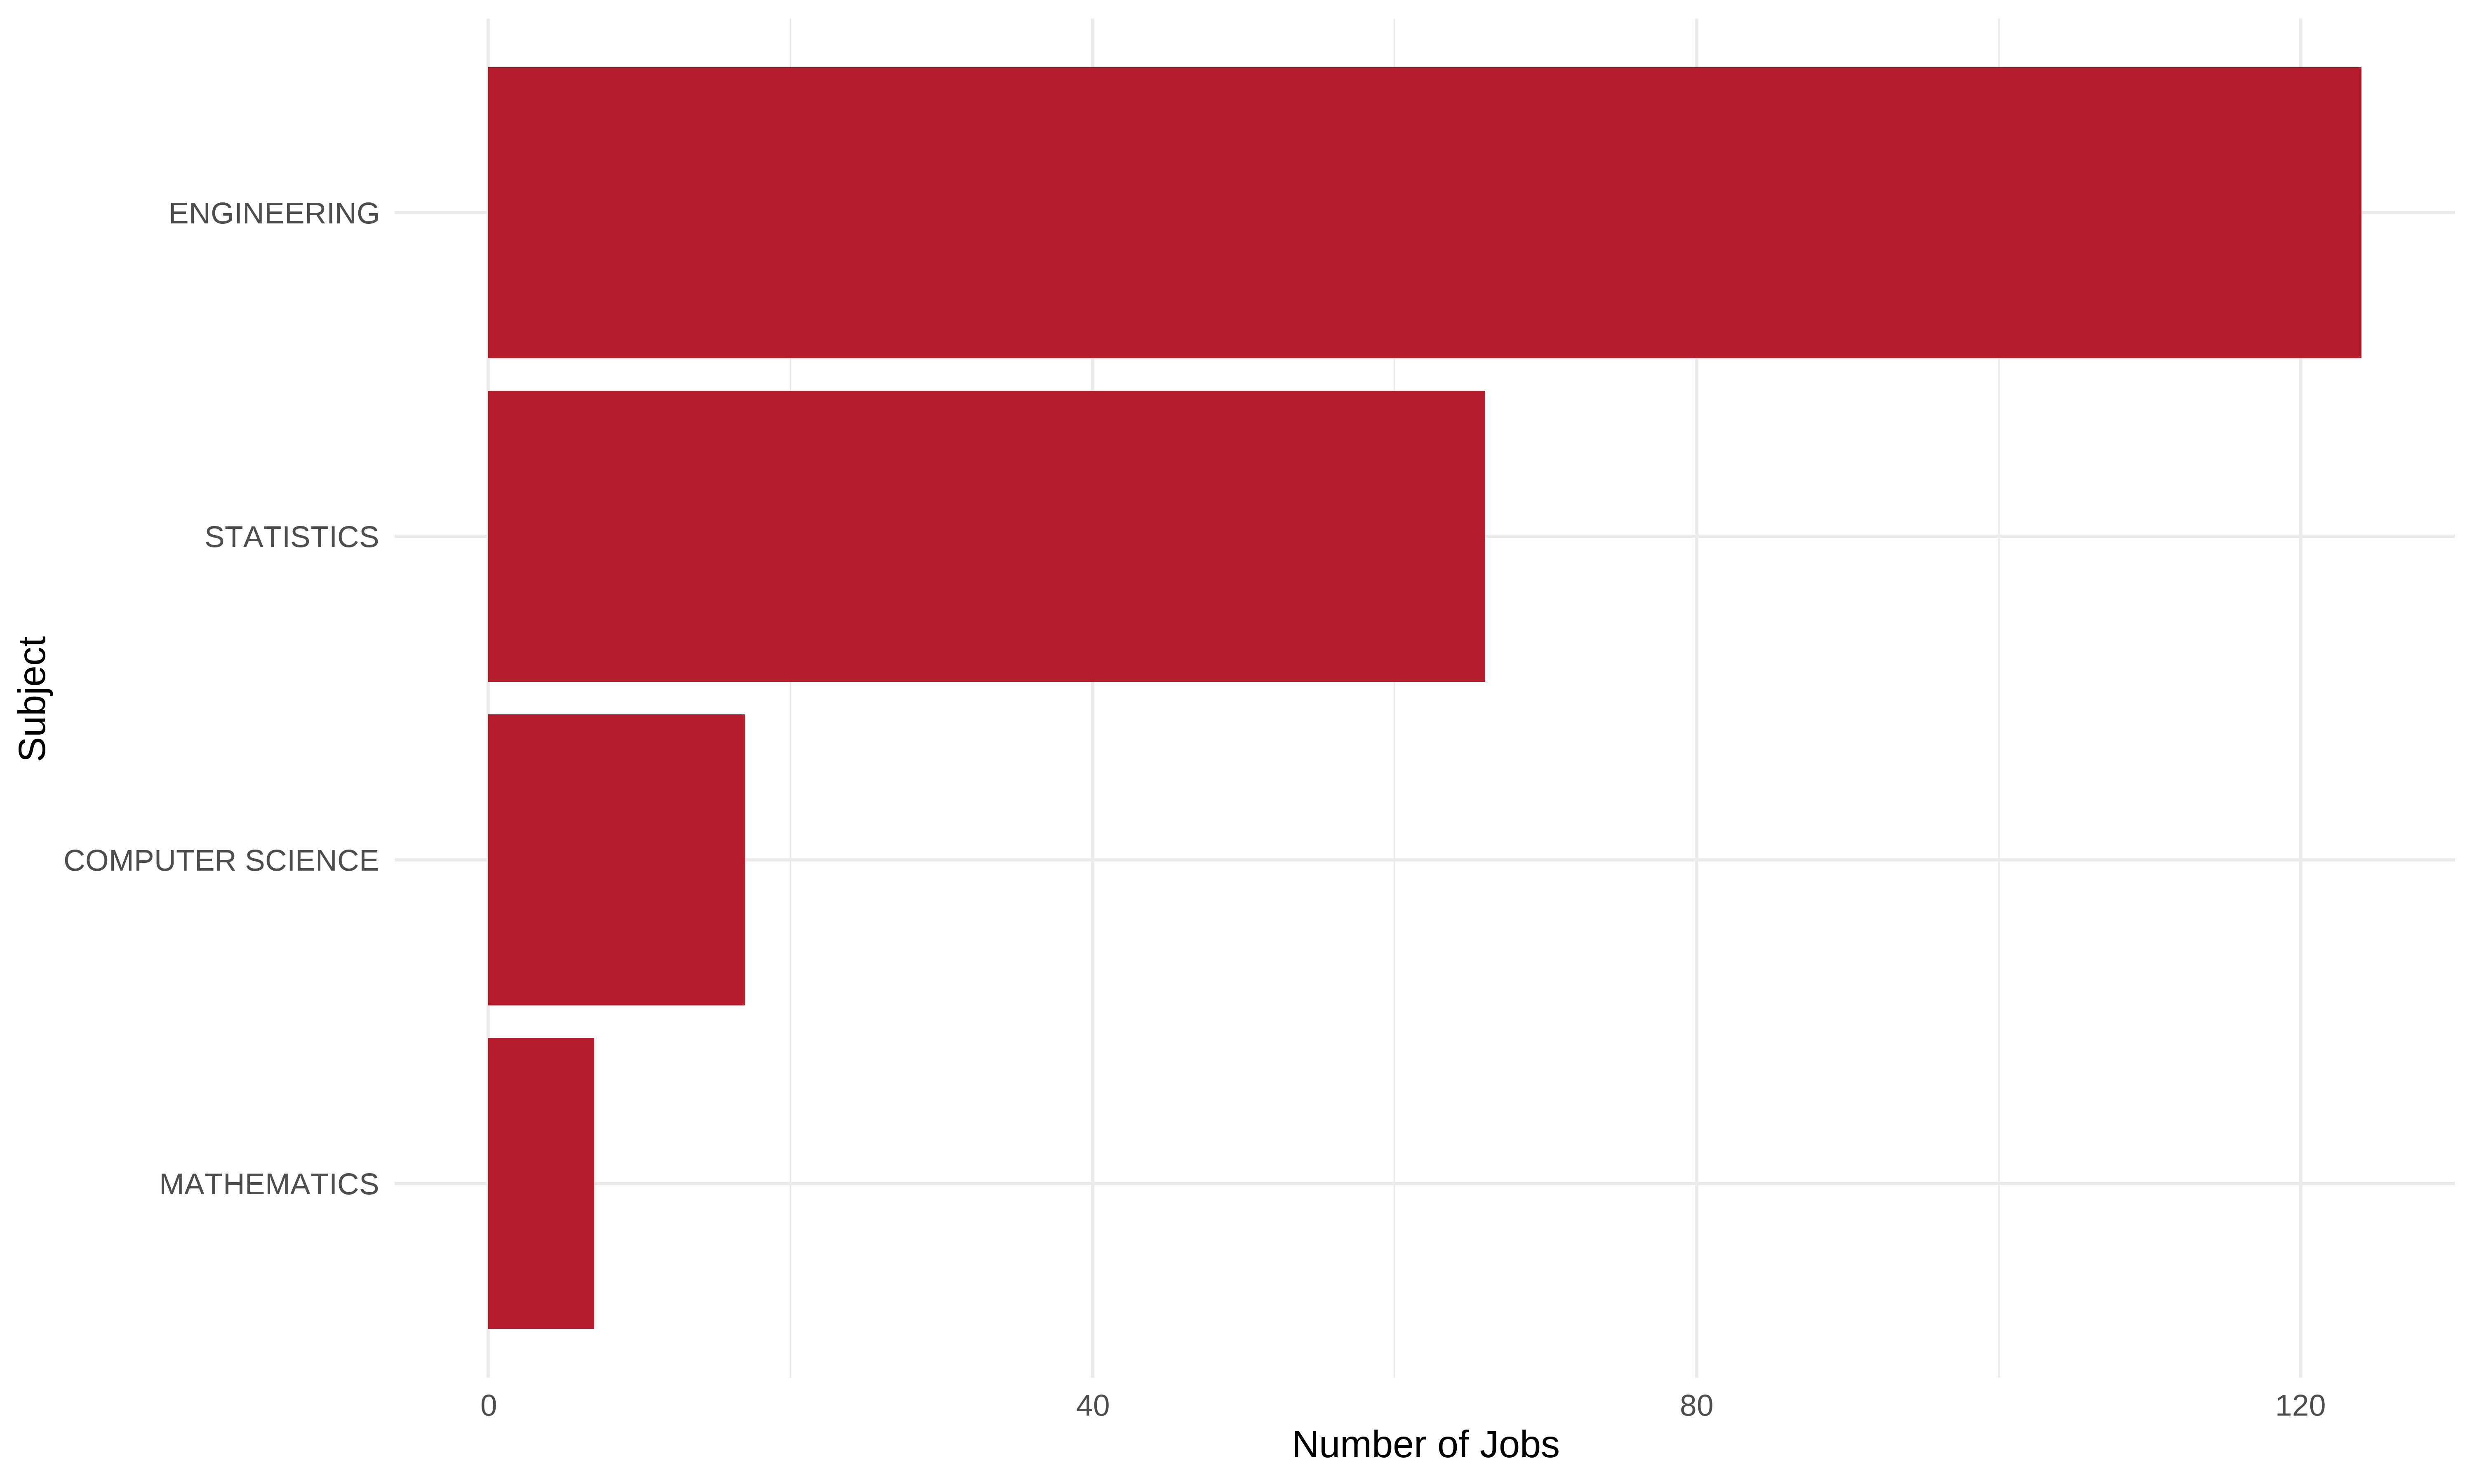 ENGINEERING
STATISTICS
Subject
COMPUTER SCIENCE
MATHEMATICS
0 40 80 120
Number of Jobs